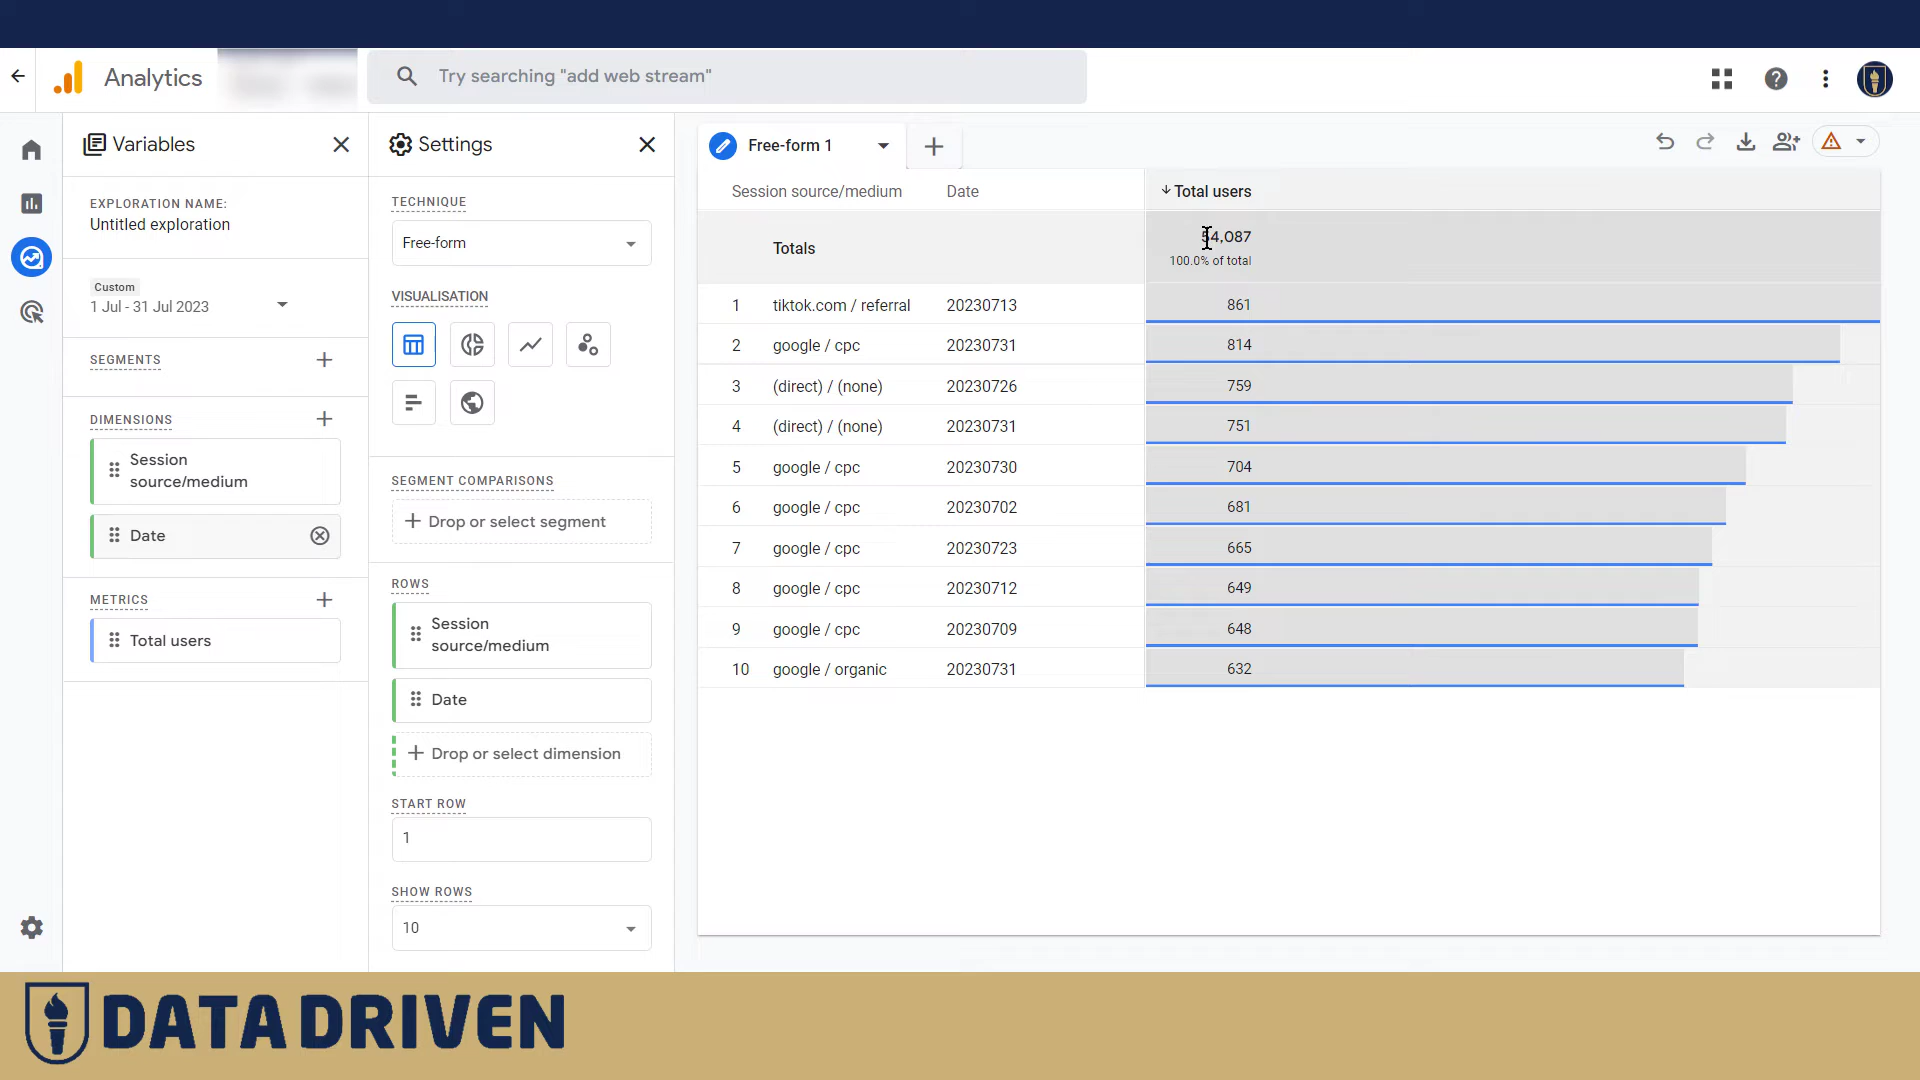 Analytics
Try searching "add web stream"
Variables
EXPLORATION NAME:
Untitled exploration
Custom
1 Jul - 31 Jul 2023
SEGMENTS
DIMENSIONS
Session
source/medium
Date
METRICS
Total users
Settings
TECHNIQUE
Free-form
VISUALISATION
SEGMENT COMPARISONS
Drop or select segment
ROWS
Session
source/medium
Date
Drop or select dimension
START ROW
1
SHOW ROWS
10
Free-form 1
Session source/medium Date Total users
Totals 54,087
100.0% of total
1 tiktok.com / referral 20230713 861
2 google / cpc 20230731 814
3 (direct) / (none) 20230726 759
4 (direct) / (none) 20230731 751
5 google / cpc 20230730 704
6 google / cpc 20230702 681
7 google / cpc 20230723 665
8 google / cpc 20230712 649
9 google / cpc 20230709 648
10 google / organic 20230731 632
DATA DRIVEN